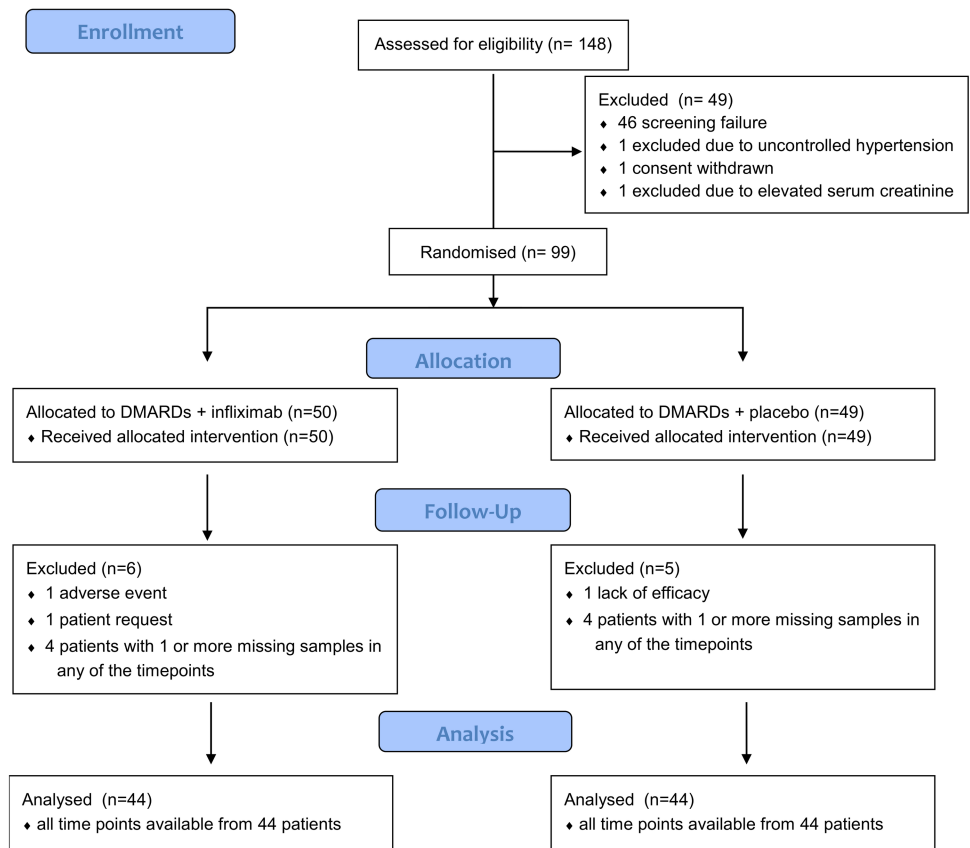 Enrollment
Assessed for eligibility (n= 148)
Excluded (n= 49)
♦ 46 screening failure
♦ 1 excluded due to uncontrolled hypertension
♦ 1 consent withdrawn
♦ 1 excluded due to elevated serum creatinine
Randomised (n= 99)
Allocation
Allocated to DMARDs + infliximab (n=50)
♦ Received allocated intervention (n=50)
Allocated to DMARDs + placebo (n=49)
♦ Received allocated intervention (n=49)
Follow-Up
Excluded (n=6)
♦ 1 adverse event
♦ 1 patient request
♦ 4 patients with 1 or more missing samples in
any of the timepoints
Excluded (n=5)
♦ 1 lack of efficacy
♦ 4 patients with 1 or more missing samples in
any of the timepoints
Analysis
Analysed (n=44)
♦ all time points available from 44 patients
Analysed (n=44)
♦ all time points available from 44 patients